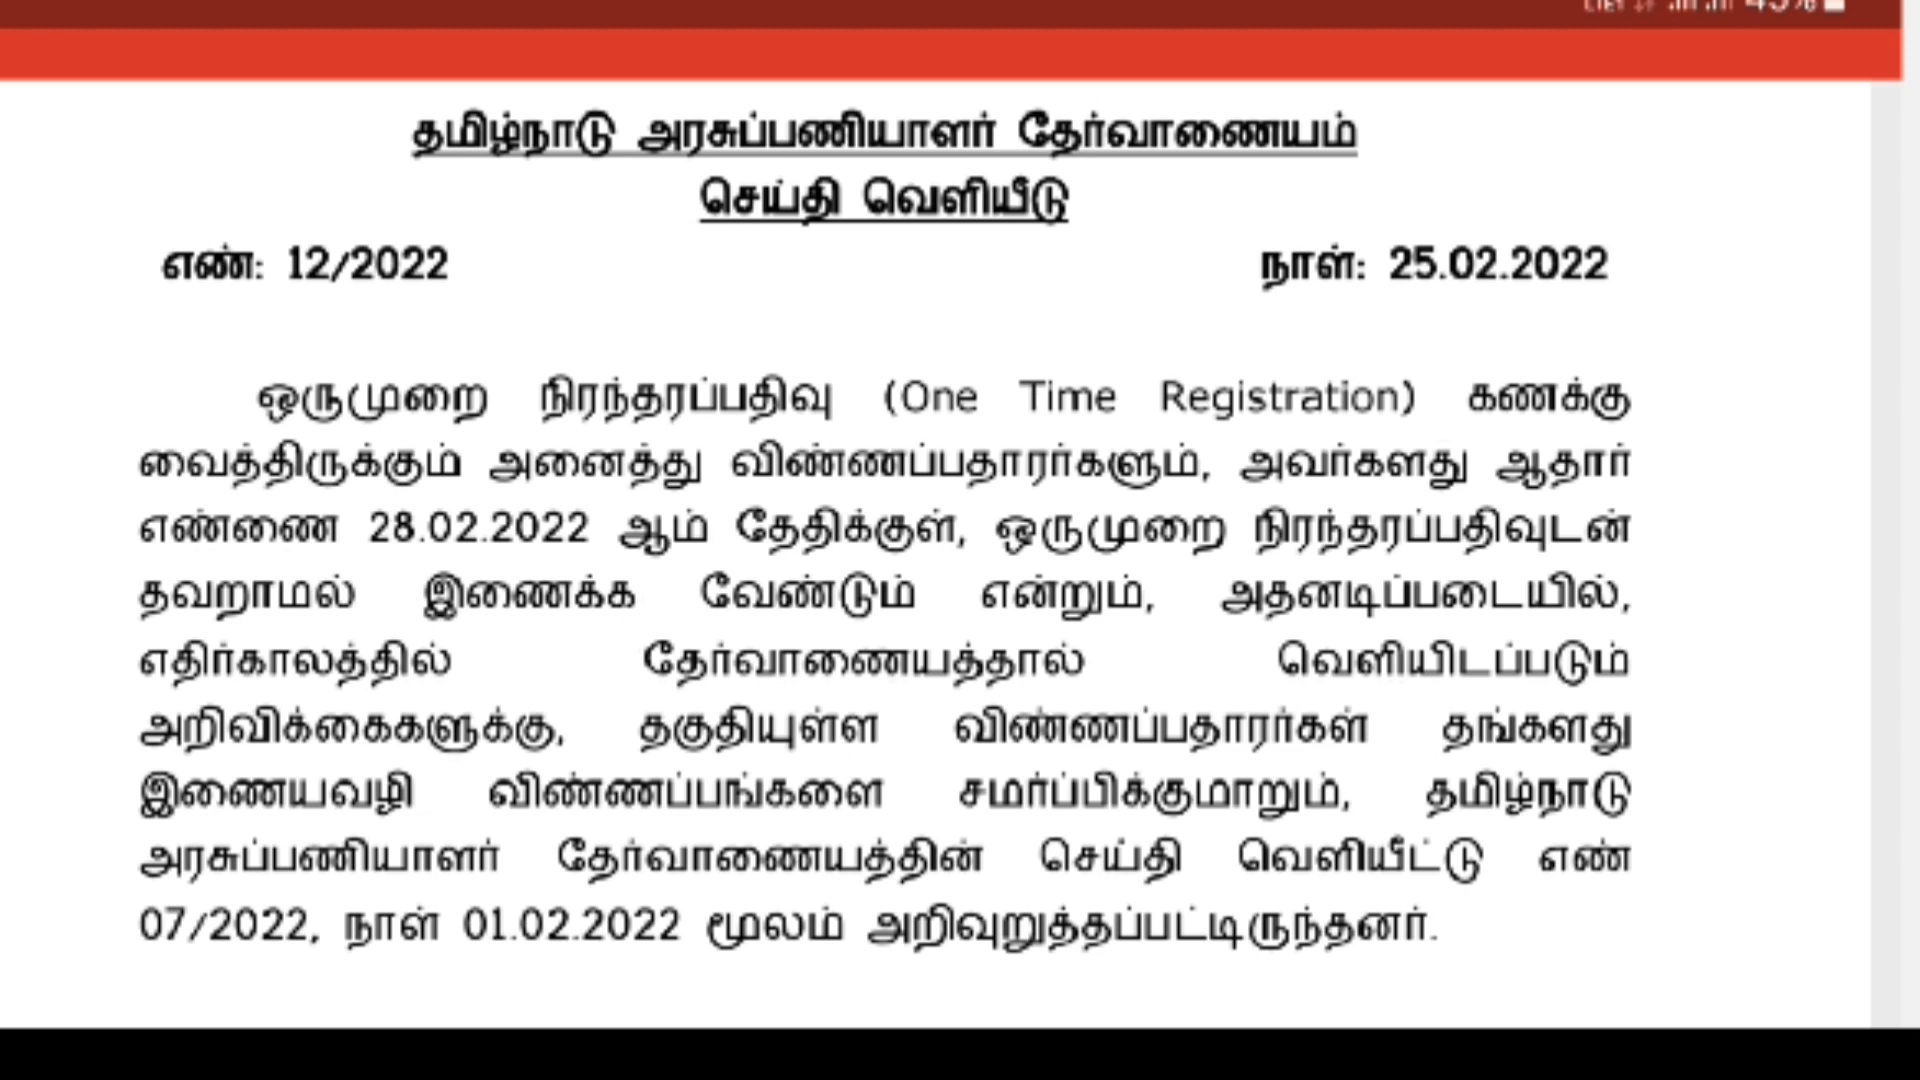 தமிழ்நாடு அரசுப்பணியாளர் தேர்வாணையம்
செய்தி வெளியீடு
எண்: 12/2022 நாள்: 25.02.2022
ஒருமுறை நிரந்தரப்பதிவு (One Time Registration) கணக்கு
வைத்திருக்கும் அனைத்து விண்ணப்பதாரர்களும், அவர்களது ஆதார்
எண்ணை 28.02.2022 ஆம் தேதிக்குள், ஒருமுறை நிரந்தரப்பதிவுடன்
தவறாமல் இணைக்க வேண்டும் என்றும், அதனடிப்படையில்,
எதிர்காலத்தில் தேர்வாணையத்தால் வெளியிடப்படும்
அறிவிக்கைகளுக்கு, தகுதியுள்ள விண்ணப்பதாரர்கள் தங்களது
இணையவழி விண்ணப்பங்களை சமர்ப்பிக்குமாறும், தமிழ்நாடு
அரசுப்பணியாளர் தேர்வாணையத்தின் செய்தி வெளியீட்டு எண்
07/2022, நாள் 01.02.2022 மூலம் அறிவுறுத்தப்பட்டிருந்தனர்.